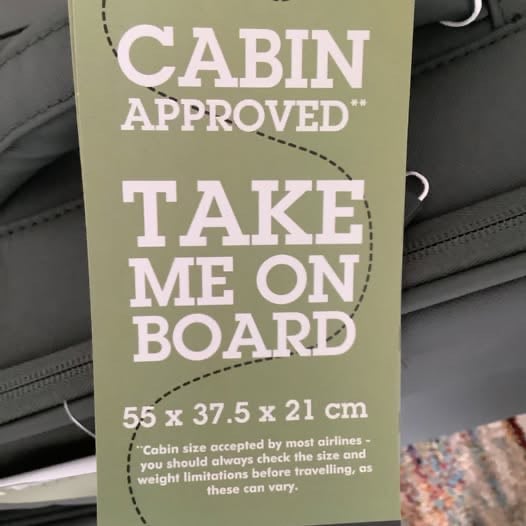 CABIN
APPROVED**
TAKE
ME ON
BOARD
55 x 37.5 x 21 cm
**Cabin size accepted by most airlines -
you should always check the size and
weight limitations before travelling, as
these can vary.